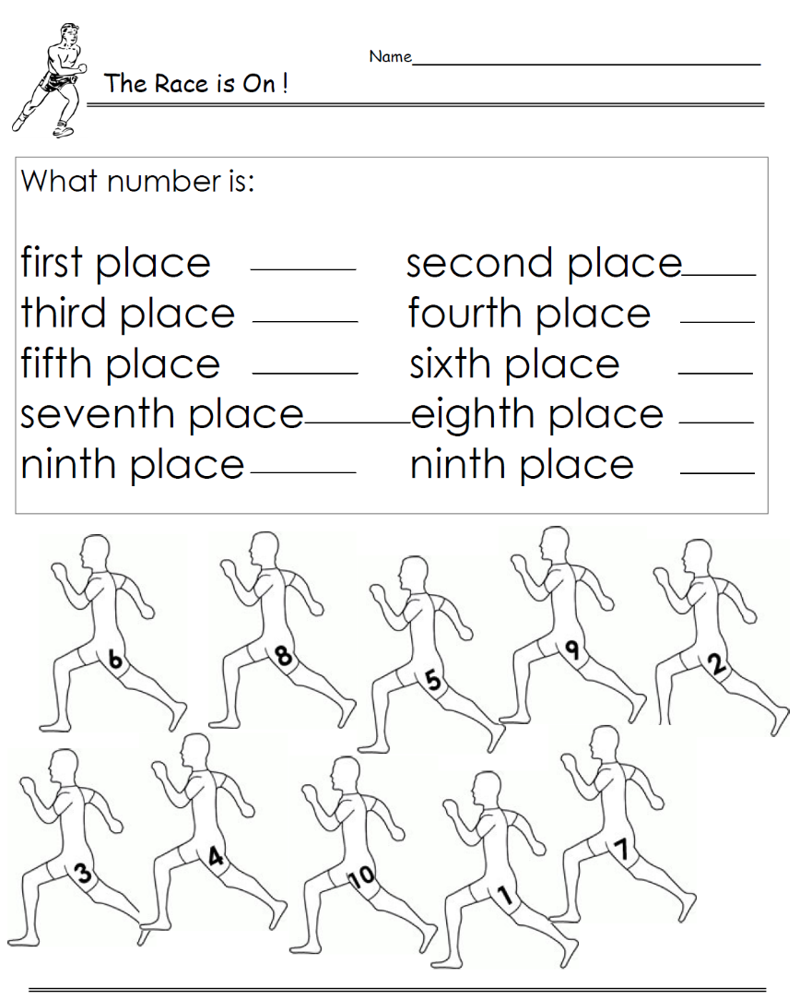 Name
The Race is On !
What number is:
first place second place
third place fourth place
fifth place sixth place
seventh place eighth place
ninth place ninth place
6 8 5 9 2
3 4 10 1 7